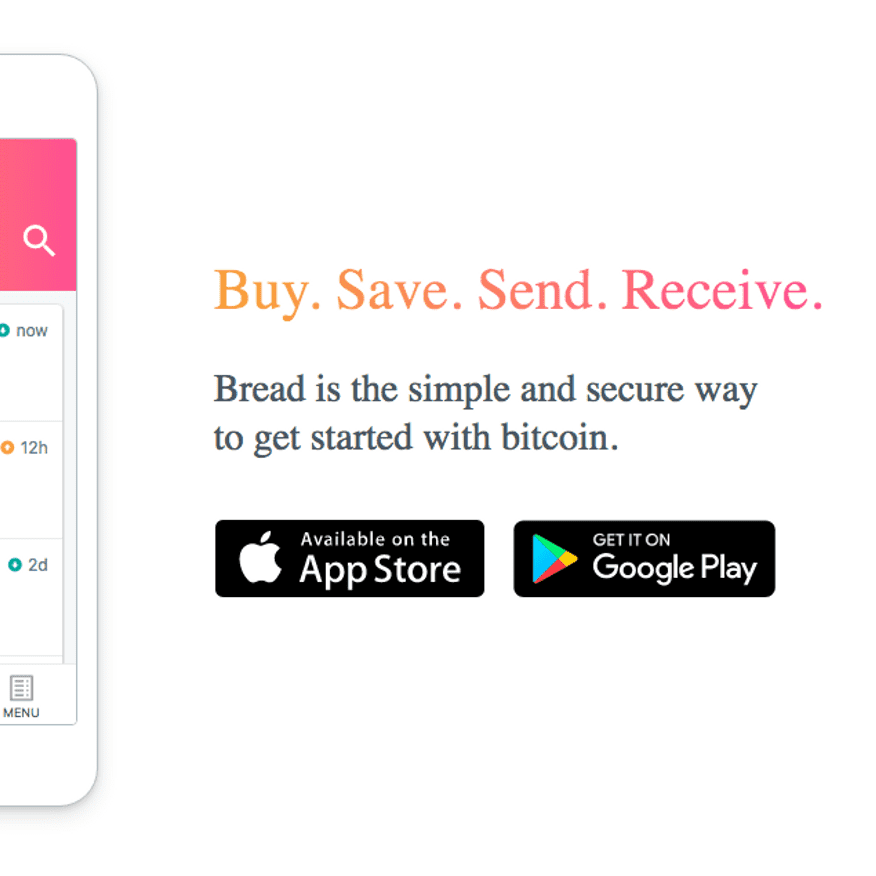 now
12h
2d
MENU
Buy. Save. Send. Receive.
Bread is the simple and secure way
to get started with bitcoin.
Available on the
App Store
GET IT ON
Google Play